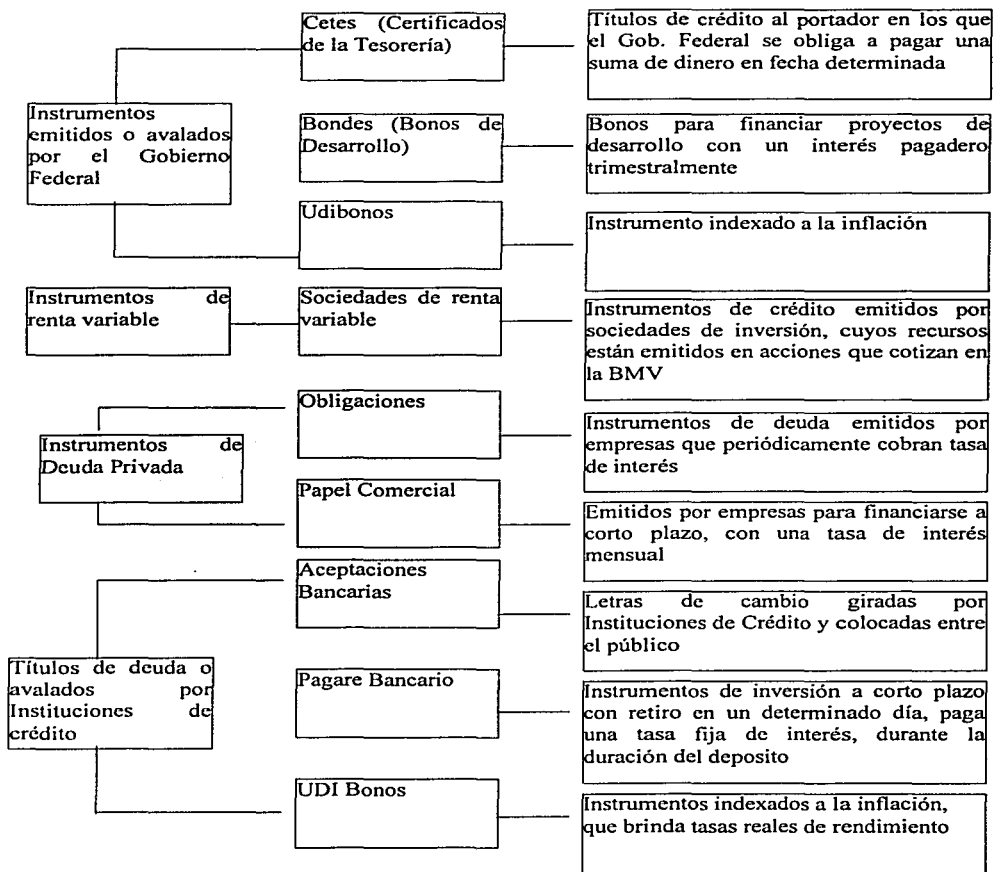 Instrumentos
emitidos o avalados
por el Gobierno
Federal
Cetes (Certificados
de la Tesorería)
Títulos de crédito al portador en los que
el Gob. Federal se obliga a pagar una
suma de dinero en fecha determinada
Bondes (Bonos de
Desarrollo)
Bonos para financiar proyectos de
desarrollo con un interés pagadero
trimestralmente
Udibonos
Instrumento indexado a la inflación
Instrumentos de
renta variable
Sociedades de renta
variable
Instrumentos de crédito emitidos por
sociedades de inversión, cuyos recursos
están emitidos en acciones que cotizan en
la BMV
Instrumentos de
Deuda Privada
Obligaciones
Instrumentos de deuda emitidos por
empresas que periódicamente cobran tasa
de interés
Papel Comercial
Emitidos por empresas para financiarse a
corto plazo, con una tasa de interés
mensual
Títulos de deuda o
avalados por
Instituciones de
crédito
Aceptaciones
Bancarias
Letras de cambio giradas por
Instituciones de Crédito y colocadas entre
el público
Pagare Bancario
Instrumentos de inversión a corto plazo
con retiro en un determinado día, paga
una tasa fija de interés, durante la
duración del deposito
UDI Bonos
Instrumentos indexados a la inflación,
que brinda tasas reales de rendimiento